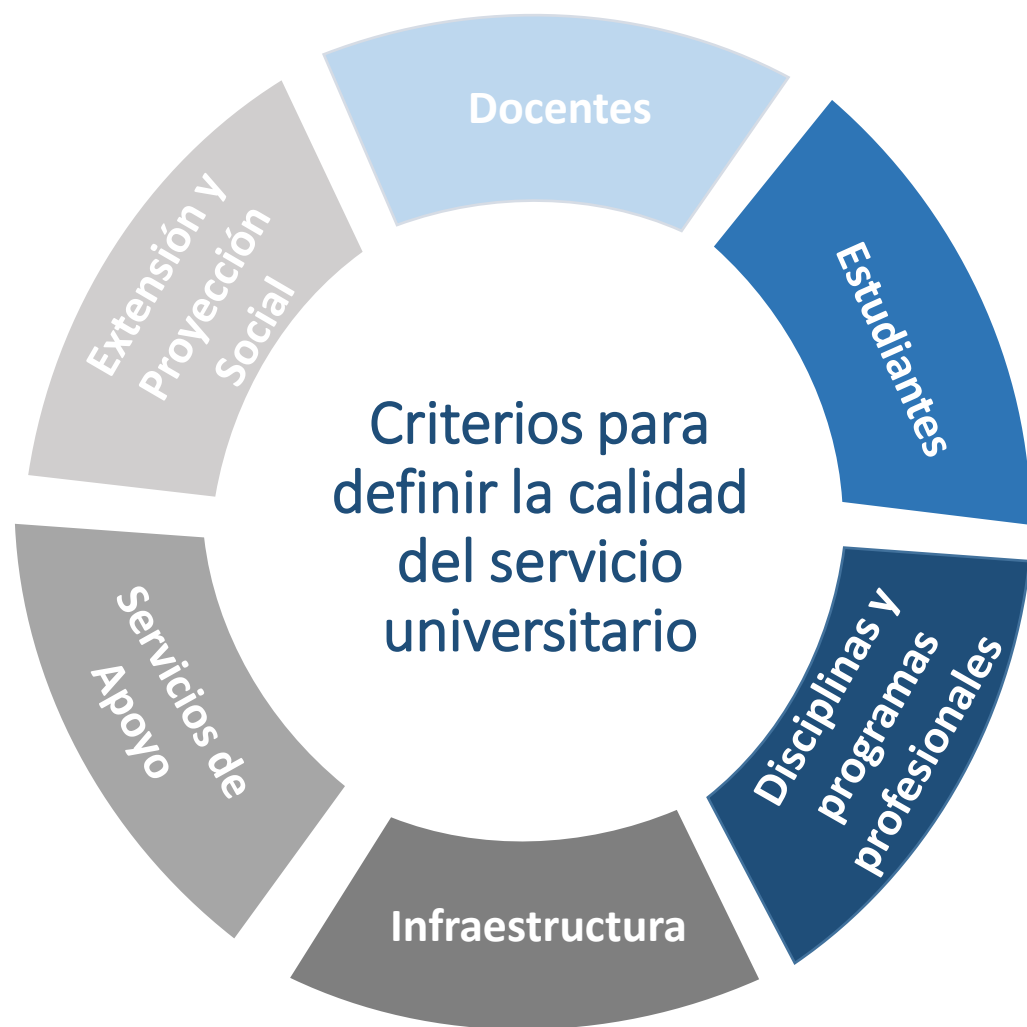 Docentes
Estudiantes
Disciplinas y
programas
profesionales
Infraestructura
Servicios de
Apoyo
Extensión y
Proyección
Social
Criterios para
definir la calidad
del servicio
universitario